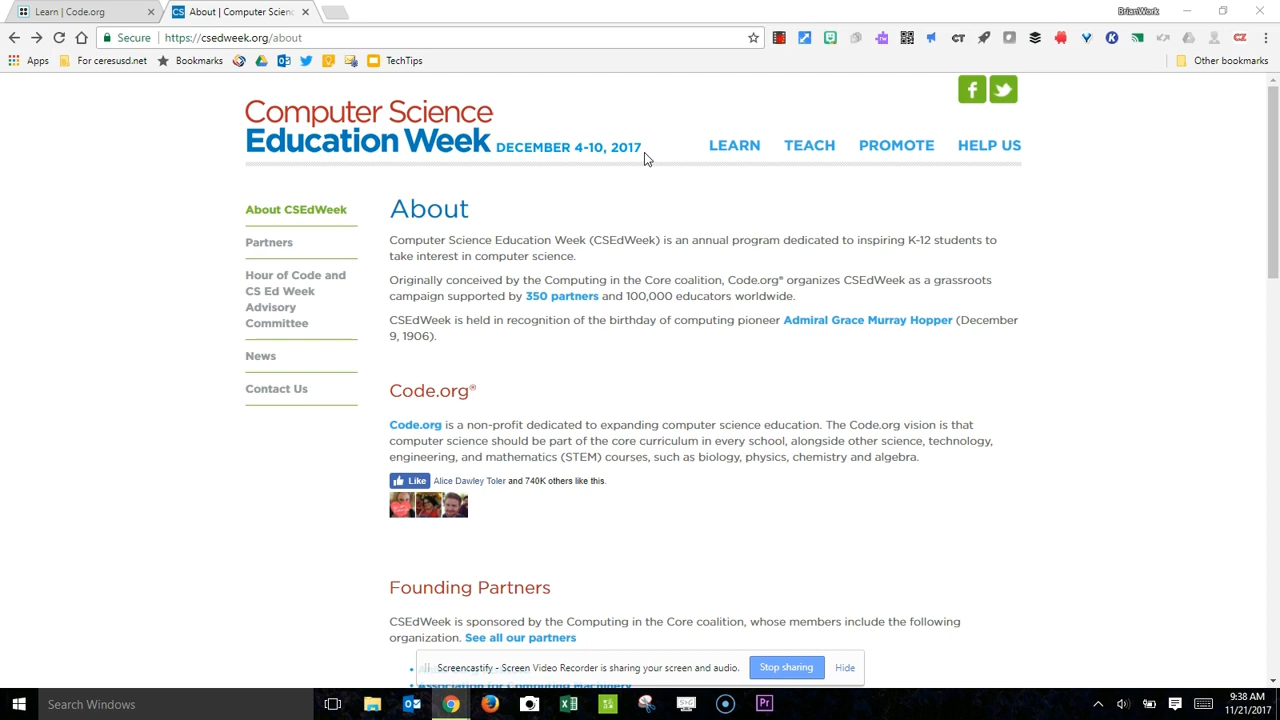 Learn | Code.org
About | Computer Scienc
BrianWork
Secure
https://csedweek.org/about
Apps
For ceresusd.net
Bookmarks
TechTips
Other bookmarks
Computer Science
Education Week DECEMBER 4-10, 2017
LEARN
TEACH
PROMOTE
HELP US
About CSEdWeek
Partners
Hour of Code and
CS Ed Week
Advisory
Committee
News
Contact Us
About
Computer Science Education Week (CSEdWeek) is an annual program dedicated to inspiring K-12 students to
take interest in computer science.
Originally conceived by the Computing in the Core coalition, Code.org® organizes CSEdWeek as a grassroots
campaign supported by 350 partners and 100,000 educators worldwide.
CSEdWeek is held in recognition of the birthday of computing pioneer Admiral Grace Murray Hopper (December
9, 1906).
Code.org®
Code.org is a non-profit dedicated to expanding computer science education. The Code.org vision is that
computer science should be part of the core curriculum in every school, alongside other science, technology,
engineering, and mathematics (STEM) courses, such as biology, physics, chemistry and algebra.
Like
Alice Dawley Toler and 740K others like this.
Founding Partners
CSEdWeek is sponsored by the Computing in the Core coalition, whose members include the following
organization. See all our partners
Screencastify - Screen Video Recorder is sharing your screen and audio.
Stop sharing
Hide
Association for Computing Machinery
Search Windows
9:38 AM
11/21/2017